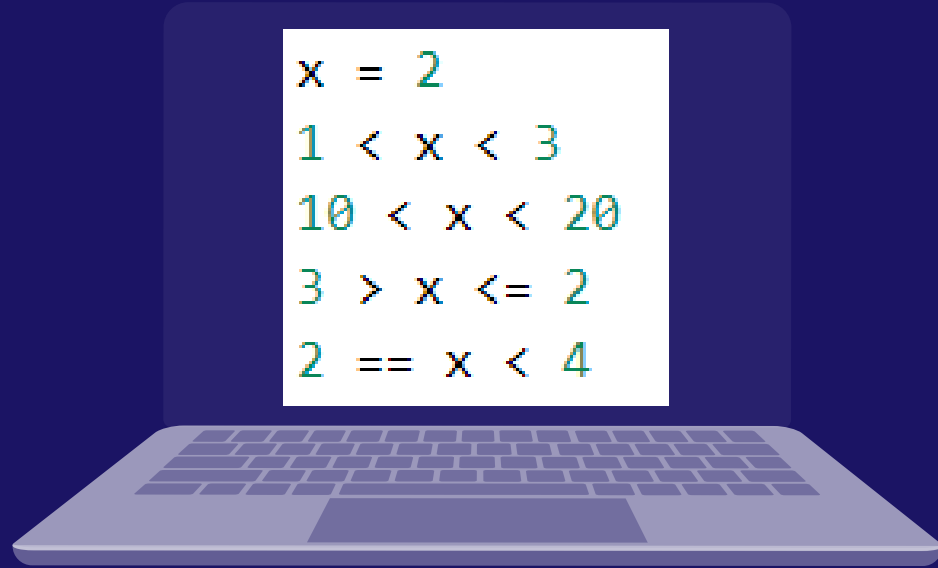 x = 2
1 < x < 3
10 < x < 20
3 > x <= 2
2 == x < 4